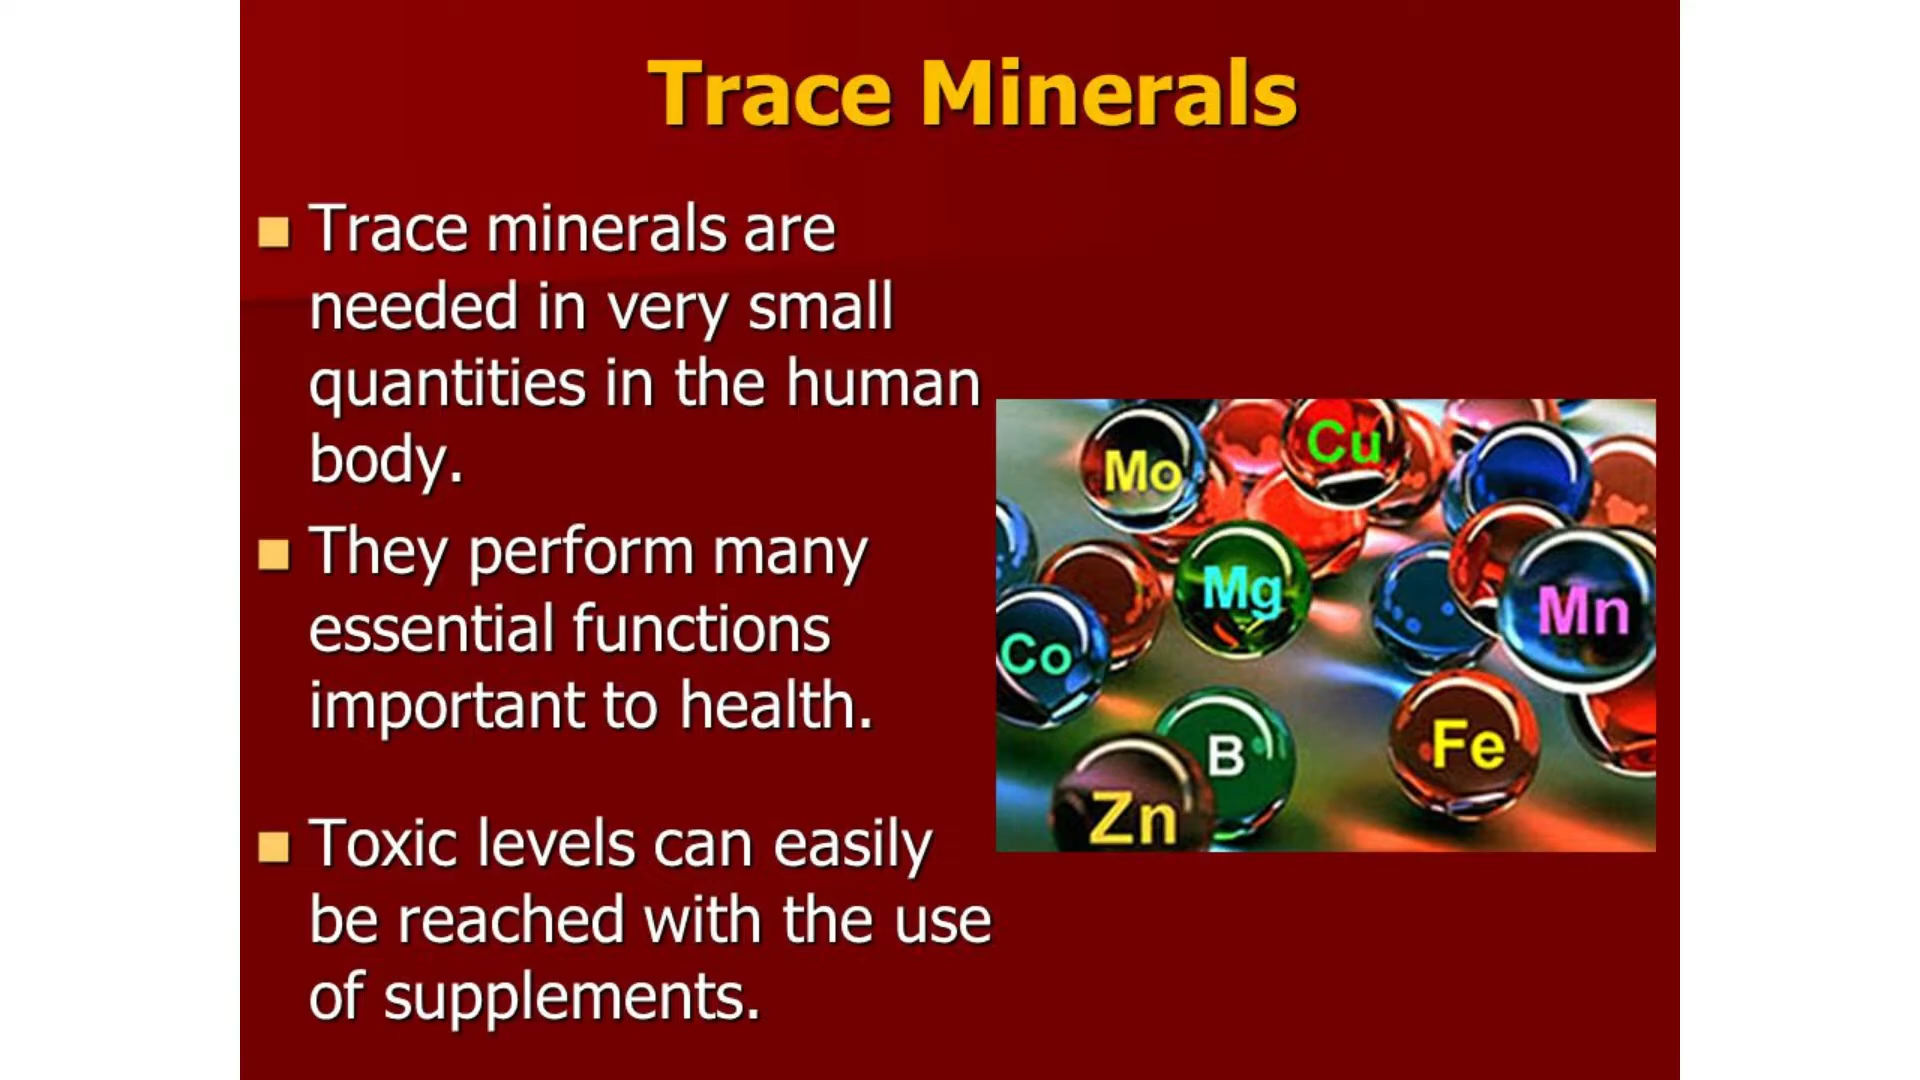 Trace Minerals
Trace minerals are
needed in very small
quantities in the human
body.
They perform many
essential functions
important to health.
Toxic levels can easily
be reached with the use
of supplements.
Mo
Cu
Mg
Mn
Co
B
Fe
Zn